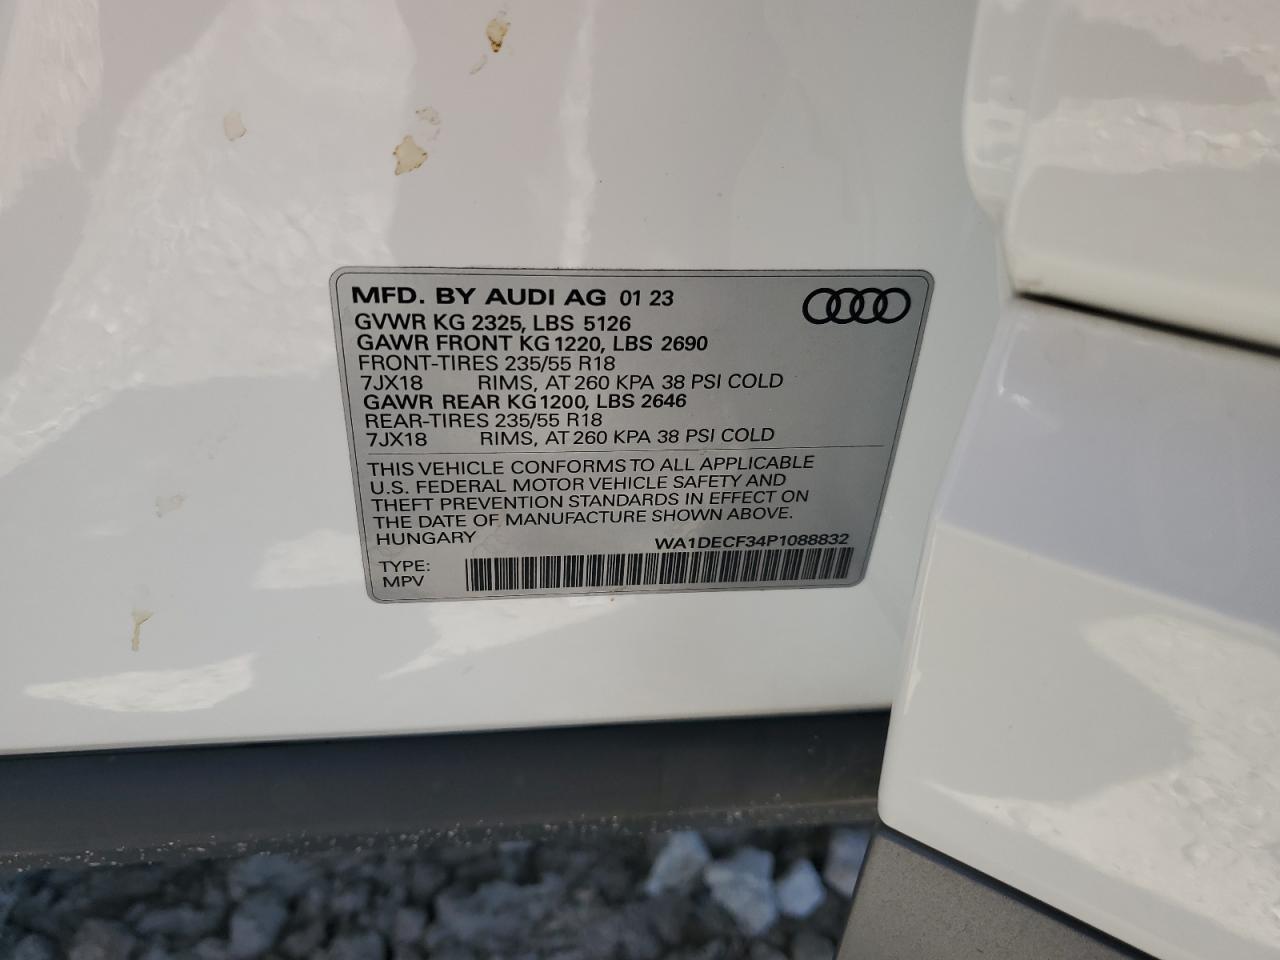 MFD. BY AUDI AG 01 23
GVWR KG 2325, LBS 5126
GAWR FRONT KG 1220, LBS 2690
FRONT-TIRES 235/55 R18
7JX18 RIMS, AT 260 KPA 38 PSI COLD
GAWR REAR KG 1200, LBS 2646
REAR-TIRES 235/55 R18
7JX18 RIMS, AT 260 KPA 38 PSI COLD
THIS VEHICLE CONFORMS TO ALL APPLICABLE
U.S. FEDERAL MOTOR VEHICLE SAFETY AND
THEFT PREVENTION STANDARDS IN EFFECT ON
THE DATE OF MANUFACTURE SHOWN ABOVE.
HUNGARY WA1DECF34P1088832
TYPE:
MPV